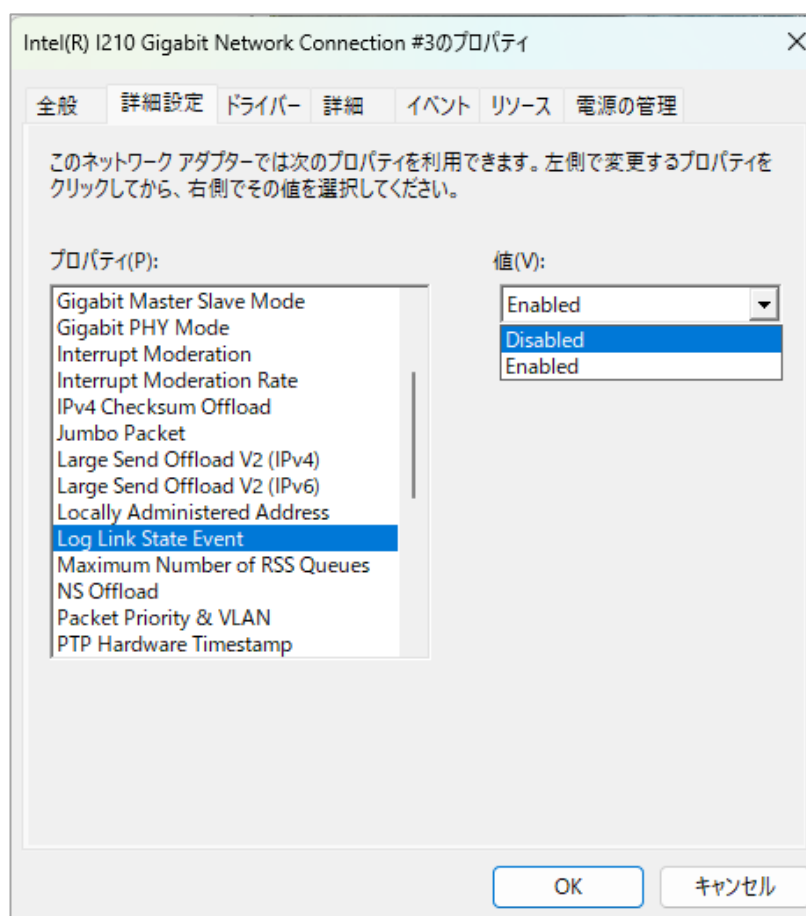 Intel(R) I210 Gigabit Network Connection #3のプロパティ
全般 詳細設定 ドライバー 詳細 イベント リソース 電源の管理
このネットワーク アダプターでは次のプロパティを利用できます。左側で変更するプロパティを
クリックしてから、右側でその値を選択してください。
プロパティ(P):
Gigabit Master Slave Mode
Gigabit PHY Mode
Interrupt Moderation
Interrupt Moderation Rate
IPv4 Checksum Offload
Jumbo Packet
Large Send Offload V2 (IPv4)
Large Send Offload V2 (IPv6)
Locally Administered Address
Log Link State Event
Maximum Number of RSS Queues
NS Offload
Packet Priority & VLAN
PTP Hardware Timestamp
値(V):
Enabled
Disabled
Enabled
OK キャンセル